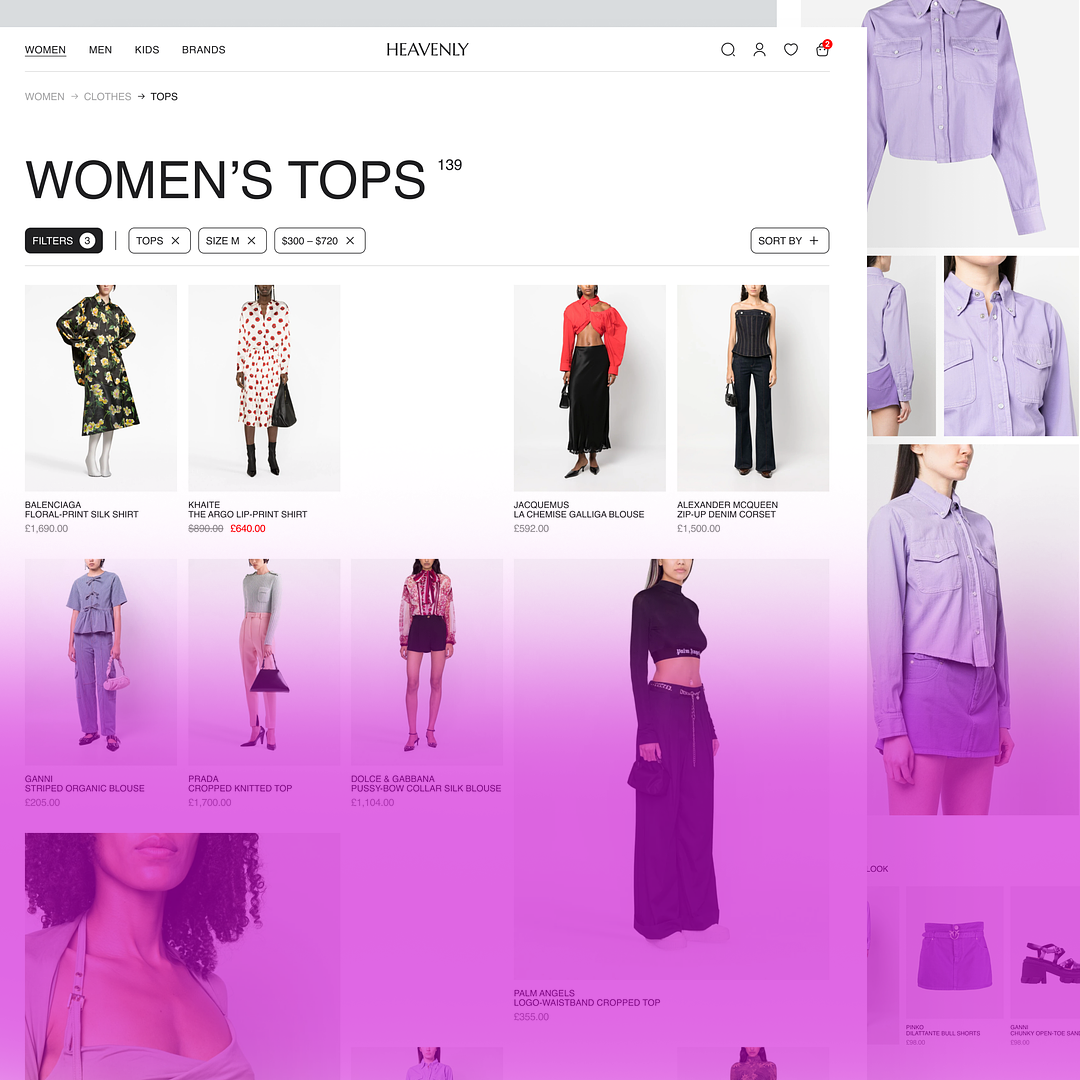 WOMEN MEN KIDS BRANDS HEAVENLY 2
WOMEN → CLOTHES → TOPS
WOMEN’S TOPS 139
FILTERS 3 TOPS SIZE M $300 – $720 SORT BY
BALENCIAGA
FLORAL-PRINT SILK SHIRT
£1,690.00
KHAITE
THE ARGO LIP-PRINT SHIRT
£890.00 £640.00
JACQUEMUS
LA CHEMISE GALLIGA BLOUSE
£592.00
ALEXANDER MCQUEEN
ZIP-UP DENIM CORSET
£1,500.00
GANNI
STRIPED ORGANIC BLOUSE
£205.00
PRADA
CROPPED KNITTED TOP
£1,700.00
DOLCE & GABBANA
PUSSY-BOW COLLAR SILK BLOUSE
£1,104.00
PALM ANGELS
LOGO-WAISTBAND CROPPED TOP
£355.00
LOOK
PINKO
DILATTANTE BULL SHORTS
£98.00
GANNI
CHUNKY OPEN-TOE
£98.00